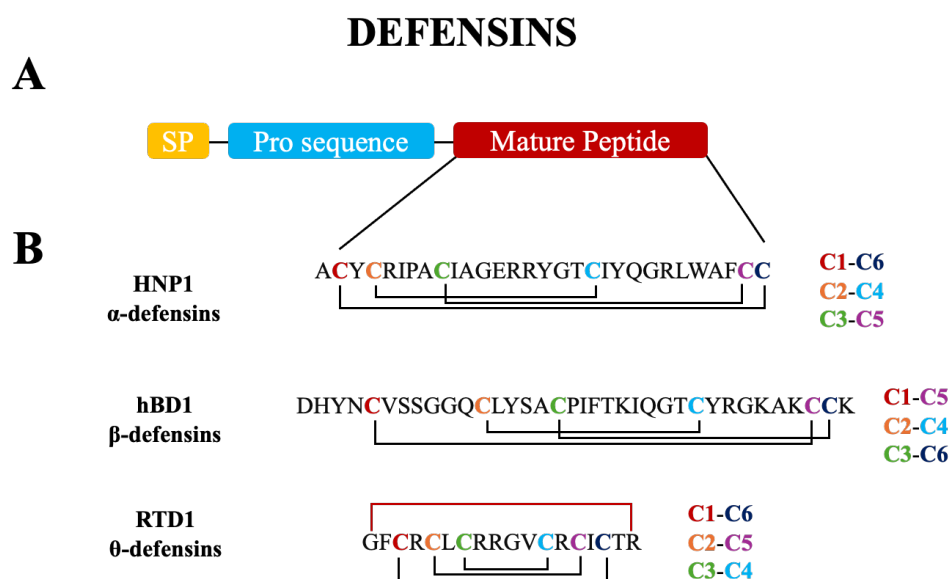 DEFENSINS
A
SP Pro sequence Mature Peptide
B
HNP1
α-defensins
ACYCRIPACIAGERRYGTCIYQGRLWAFCC
C1-C6
C2-C4
C3-C5
hBD1
β-defensins
DHYNCVSSGGQCLYSACPIFTKIQGTCYRGKAKCCK
C1-C5
C2-C4
C3-C6
RTD1
θ-defensins
GFCRCLCRRGVCRCICTR
C1-C6
C2-C5
C3-C4